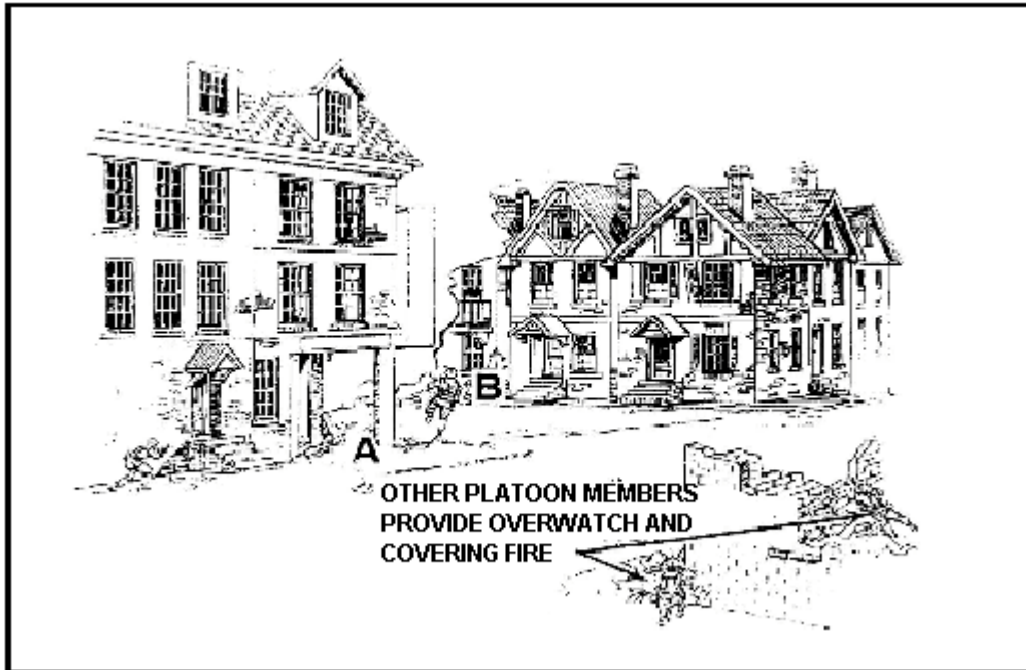 B
A
OTHER PLATOON MEMBERS
PROVIDE OVERWATCH AND
COVERING FIRE